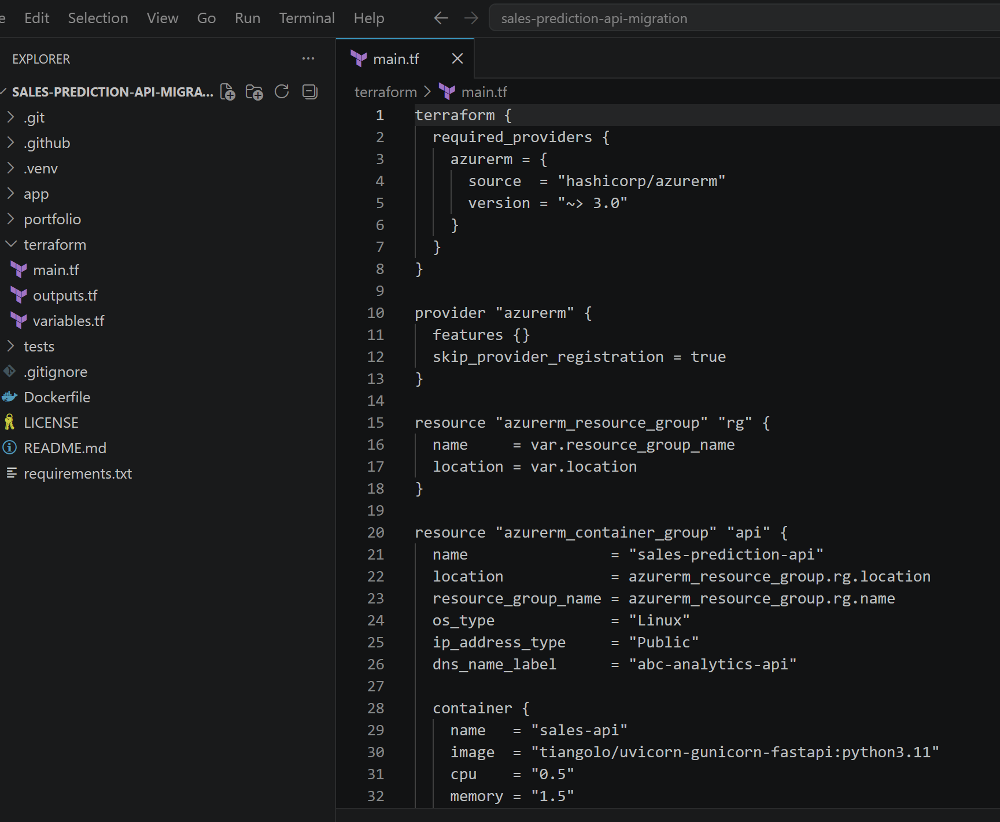 Edit Selection View Go Run Terminal Help
sales-prediction-api-migration
EXPLORER
SALES-PREDICTION-API-MIGRA...
.git
.github
.venv
app
portfolio
terraform
main.tf
outputs.tf
variables.tf
tests
.gitignore
Dockerfile
LICENSE
README.md
requirements.txt
main.tf
terraform > main.tf
1 terraform {
2   required_providers {
3     azurerm = {
4       source  = "hashicorp/azurerm"
5       version = "~> 3.0"
6     }
7   }
8 }
9
10 provider "azurerm" {
11   features {}
12   skip_provider_registration = true
13 }
14
15 resource "azurerm_resource_group" "rg" {
16   name     = var.resource_group_name
17   location = var.location
18 }
19
20 resource "azurerm_container_group" "api" {
21   name                = "sales-prediction-api"
22   location            = azurerm_resource_group.rg.location
23   resource_group_name = azurerm_resource_group.rg.name
24   os_type             = "Linux"
25   ip_address_type     = "Public"
26   dns_name_label      = "abc-analytics-api"
27
28   container {
29     name   = "sales-api"
30     image  = "tiangolo/uvicorn-gunicorn-fastapi:python3.11"
31     cpu    = "0.5"
32     memory = "1.5"